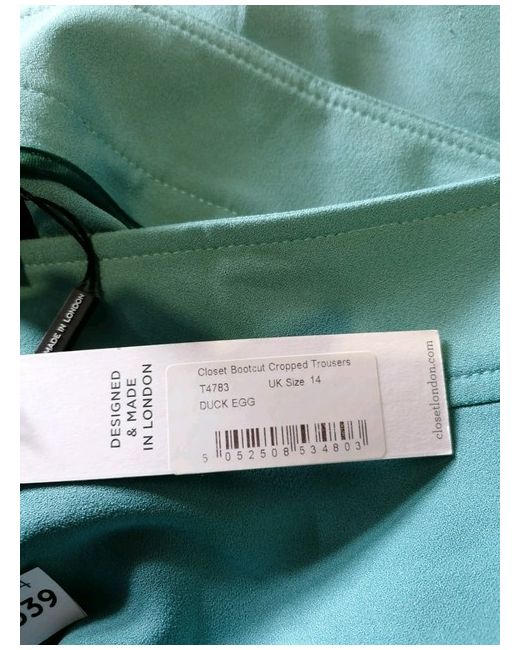 MADE IN LONDON
DESIGNED
& MADE
IN LONDON
Closet Bootcut Cropped Trousers
T4783 UK Size 14
DUCK EGG
5 052508 534803
closetlondon.com
A
539